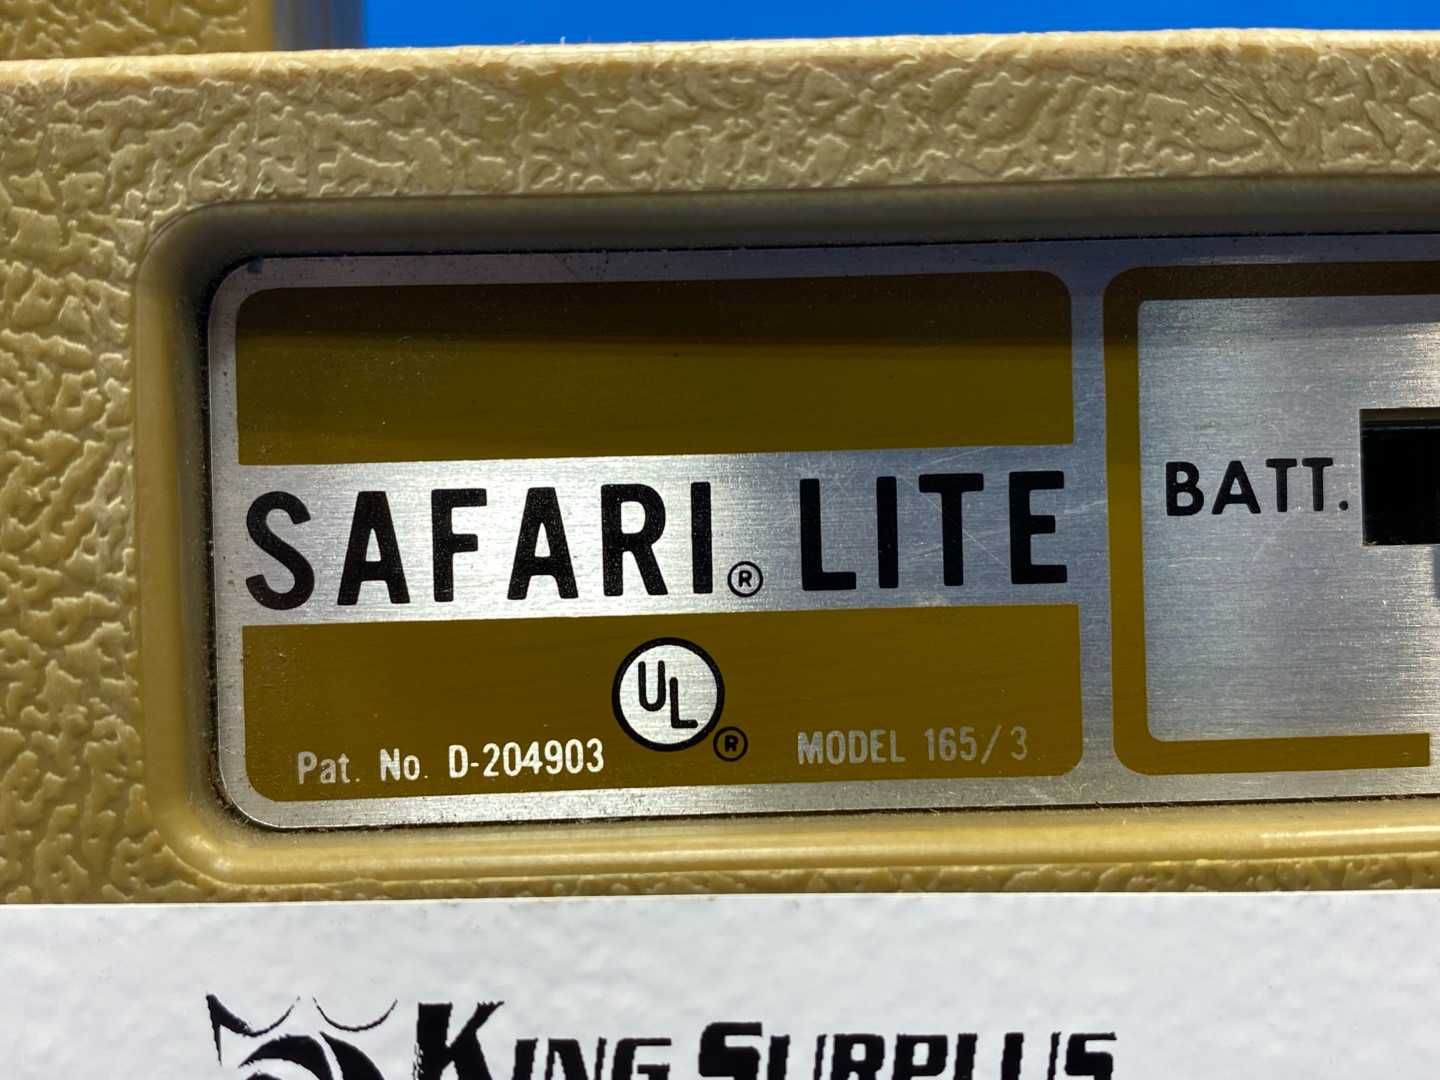 SAFARI® LITE
BATT.
UL®
Pat. No. D-204903
MODEL 165/3
KING SURPLUS